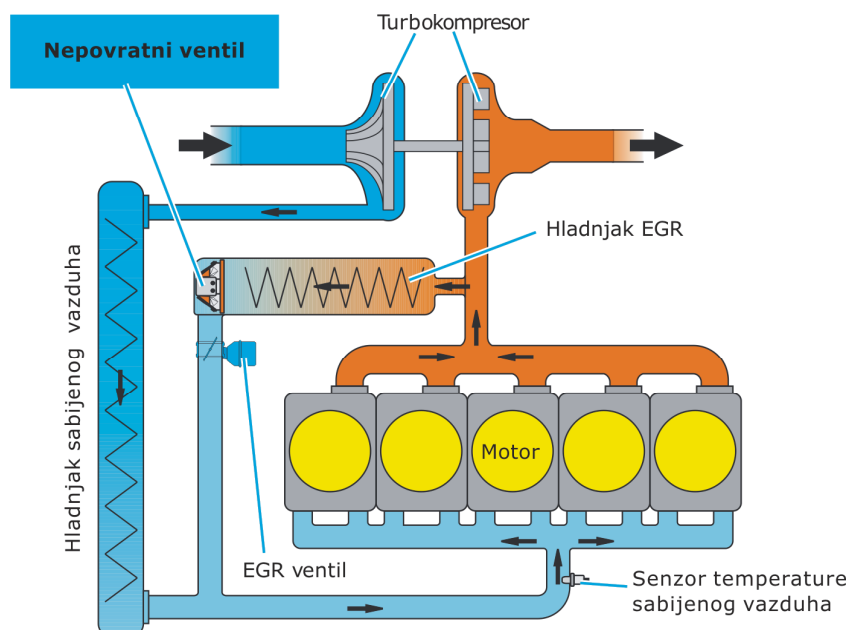 Turbokompresor
Nepovratni ventil
Hladnjak EGR
Hladnjak sabijenog vazduha
Motor
EGR ventil
Senzor temperature
sabijenog vazduha